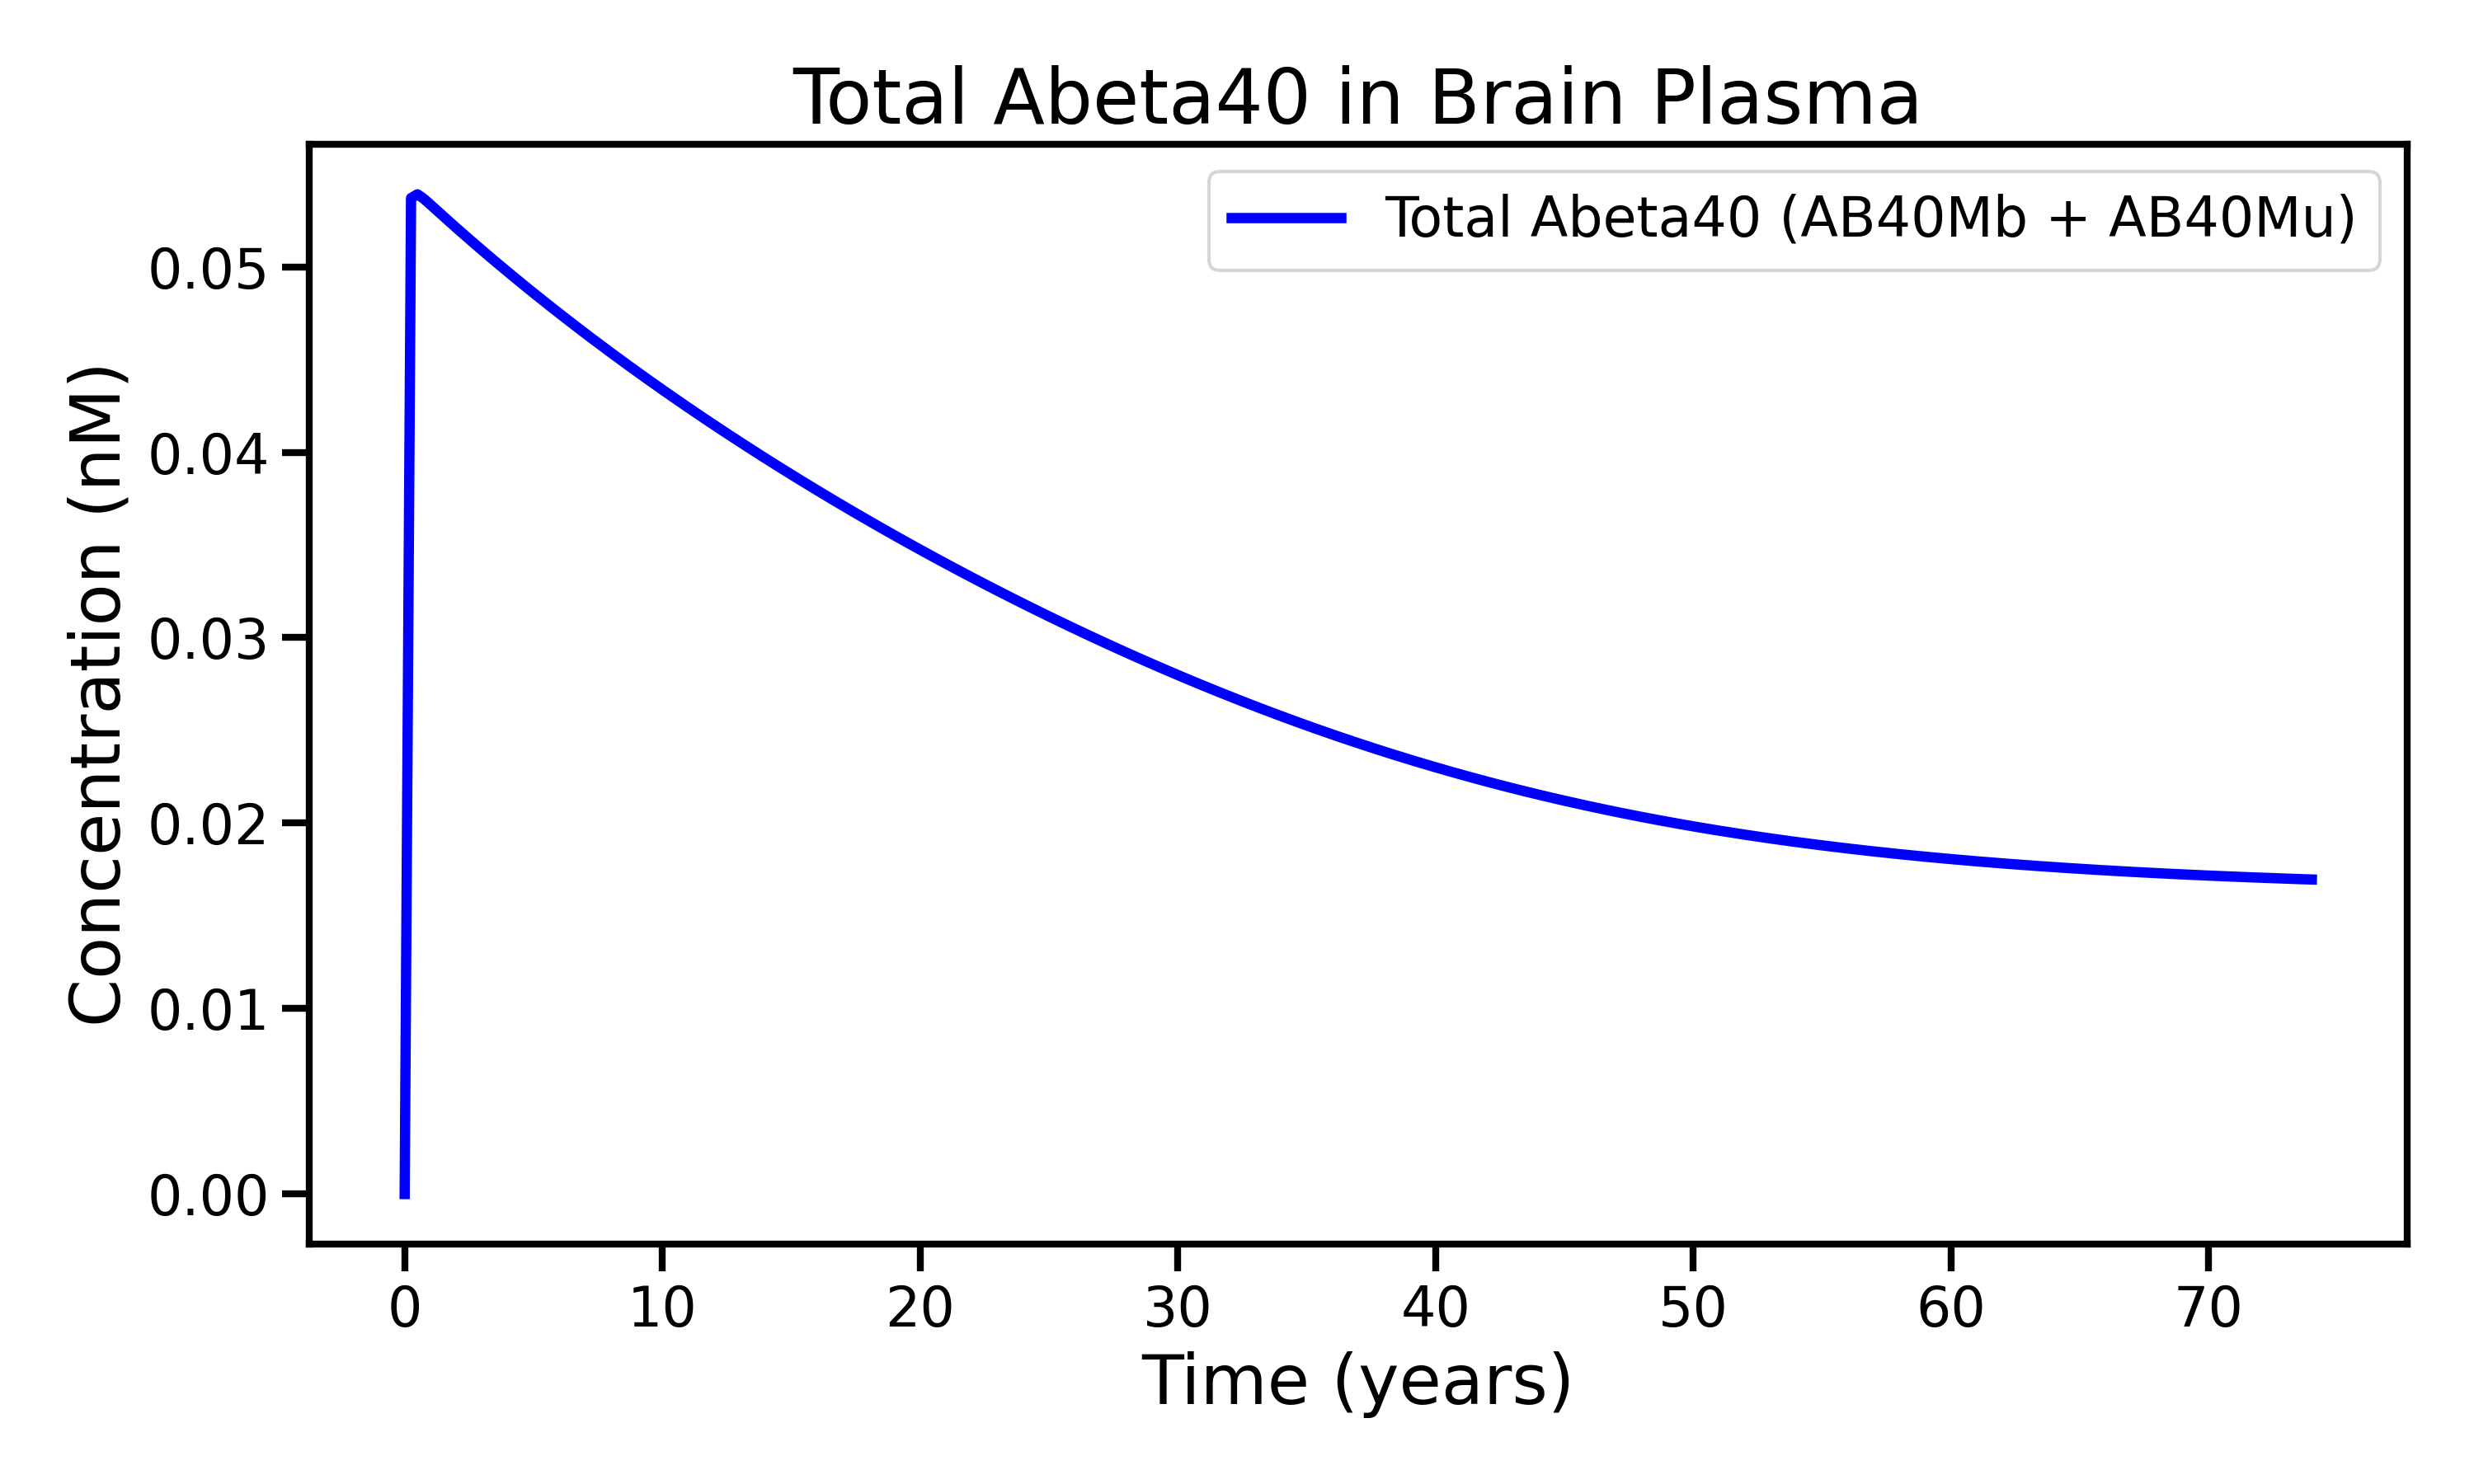 Total Abeta40 in Brain Plasma
Total Abeta40 (AB40Mb + AB40Mu)
Concentration (nM)
0.05
0.04
0.03
0.02
0.01
0.00
0 10 20 30 40 50 60 70
Time (years)